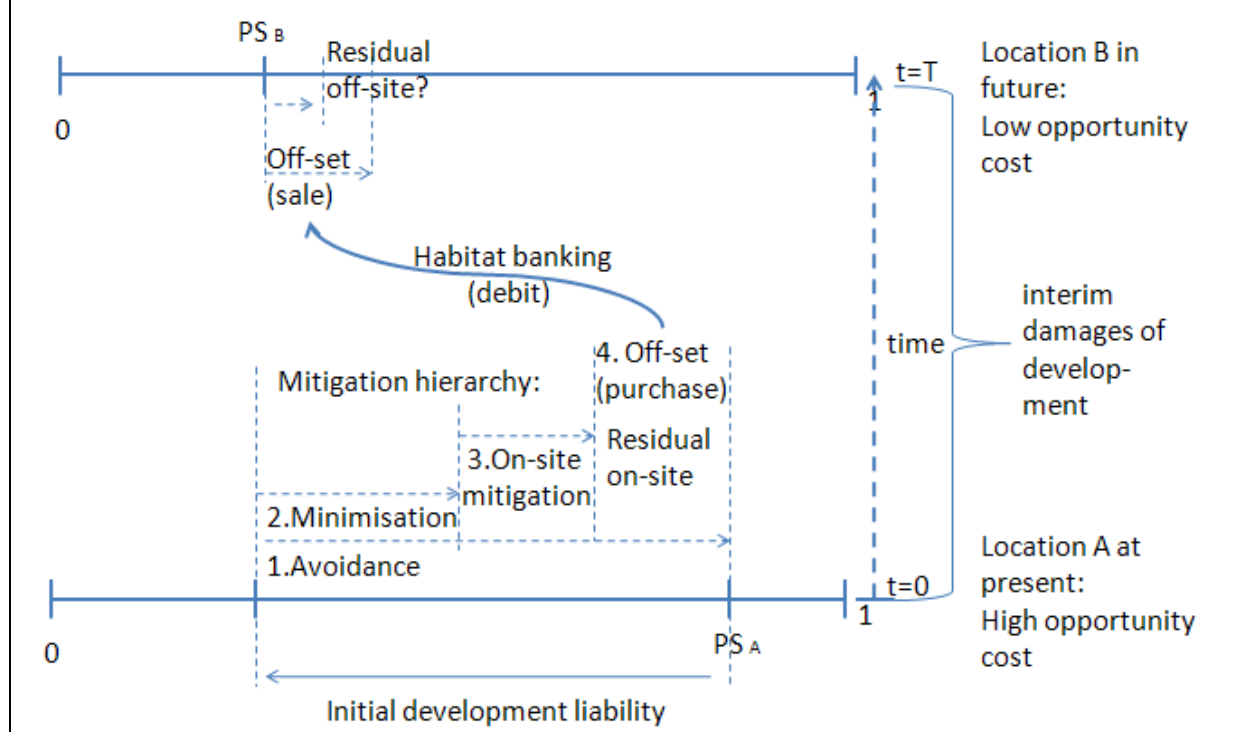 PS B
Residual
off-site?
0
1
t=T
Location B in
future:
Low opportunity
cost
Off-set
(sale)
Habitat banking
(debit)
interim
damages of
develop-
ment
time
4. Off-set
(purchase)
Mitigation hierarchy:
Residual
on-site
3.On-site
mitigation
2.Minimisation
1.Avoidance
Location A at
present:
High opportunity
cost
t=0
0
1
PS A
Initial development liability